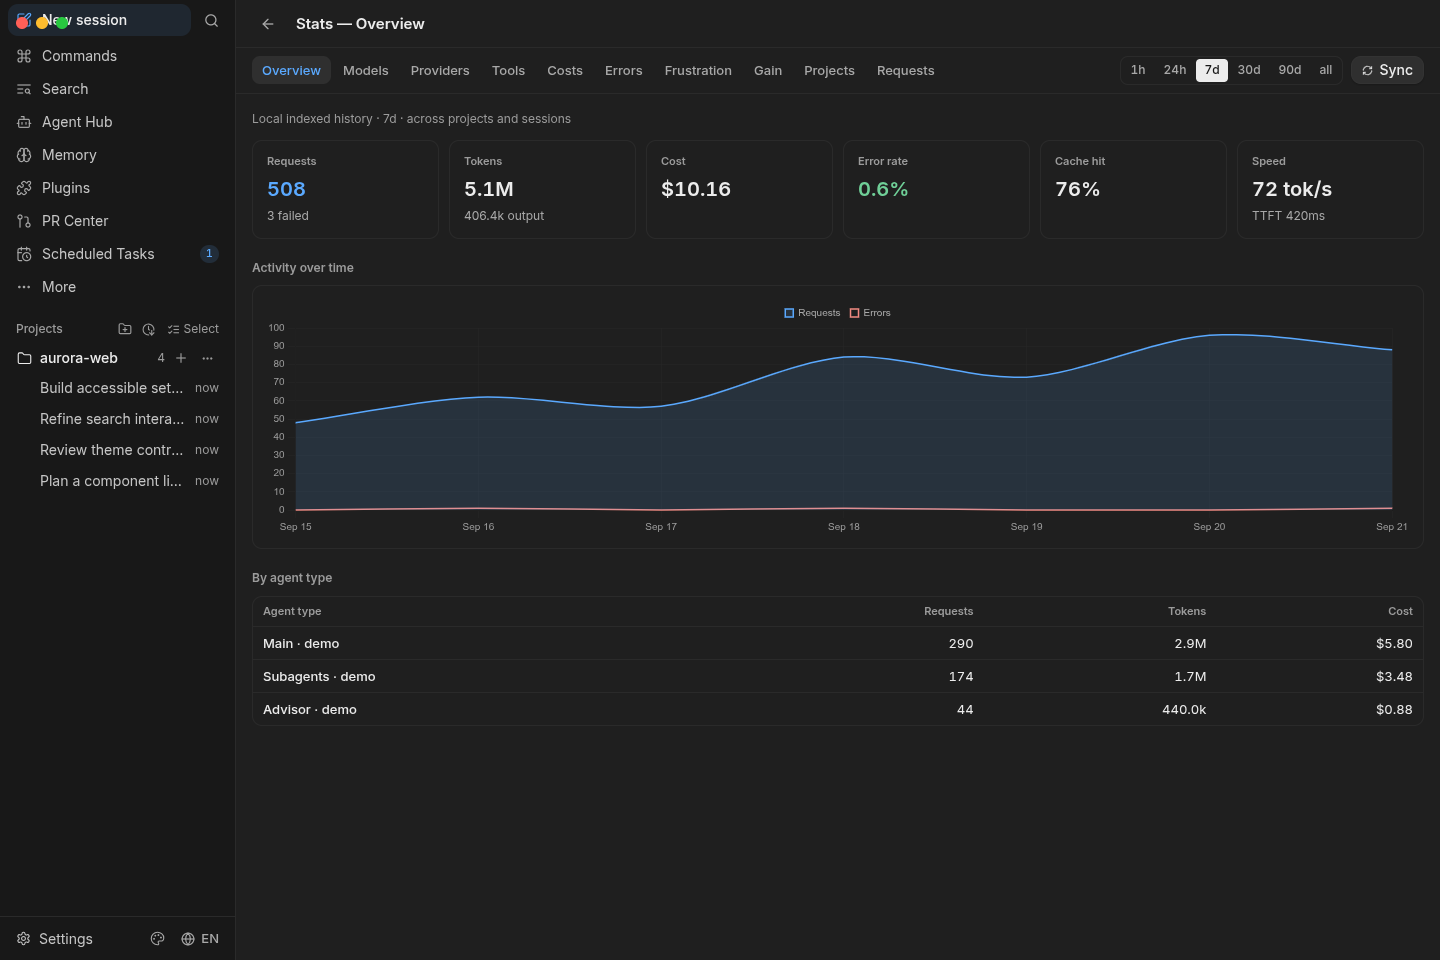 New session
Commands
Search
Agent Hub
Memory
Plugins
PR Center
Scheduled Tasks 1
More
Projects Select
aurora-web 4
Build accessible set... now
Refine search intera... now
Review theme contr... now
Plan a component li... now
Settings EN
Stats — Overview
Overview Models Providers Tools Costs Errors Frustration Gain Projects Requests 1h 24h 7d 30d 90d all Sync
Local indexed history · 7d · across projects and sessions
Requests
508
3 failed
Tokens
5.1M
406.4k output
Cost
$10.16
Error rate
0.6%
Cache hit
76%
Speed
72 tok/s
TTFT 420ms
Activity over time
Requests Errors
100
90
80
70
60
50
40
30
20
10
0
Sep 15 Sep 16 Sep 17 Sep 18 Sep 19 Sep 20 Sep 21
By agent type
Agent type Requests Tokens Cost
Main · demo 290 2.9M $5.80
Subagents · demo 174 1.7M $3.48
Advisor · demo 44 440.0k $0.88